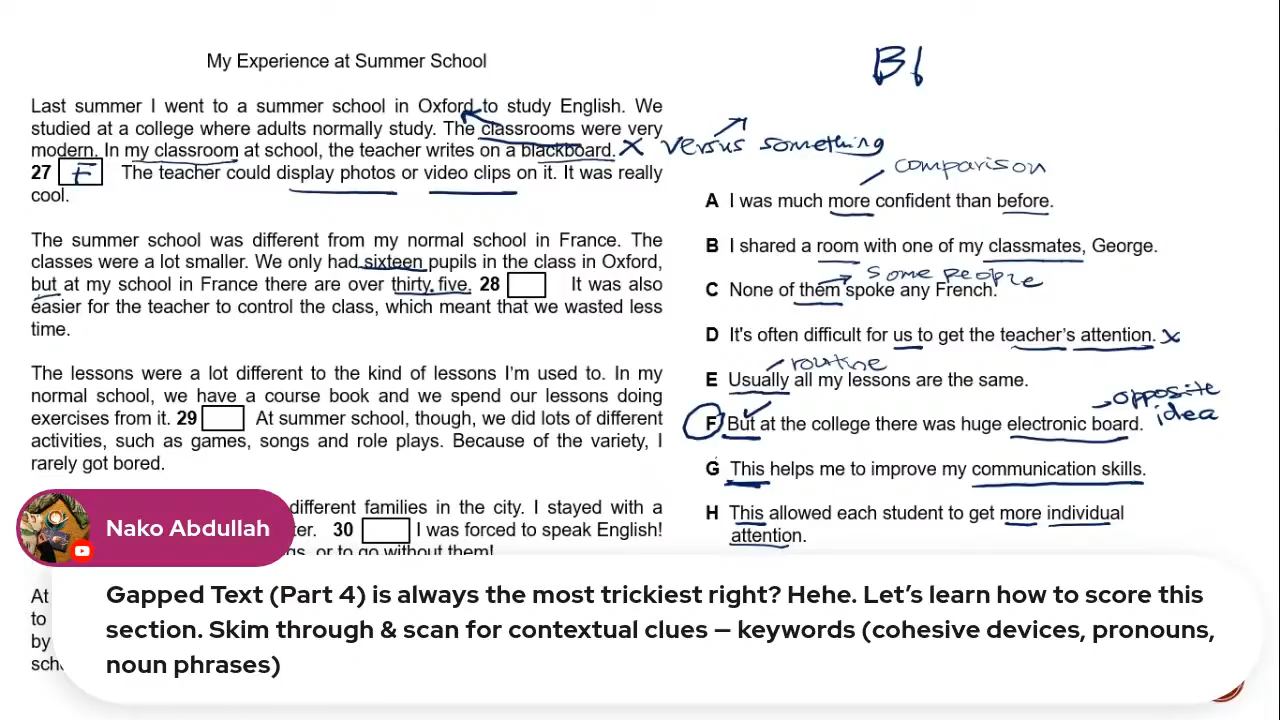 My Experience at Summer School
Last summer I went to a summer school in Oxford to study English. We
studied at a college where adults normally study. The classrooms were very
modern. In my classroom at school, the teacher writes on a blackboard.
27 F The teacher could display photos or video clips on it. It was really
cool.
The summer school was different from my normal school in France. The
classes were a lot smaller. We only had sixteen pupils in the class in Oxford,
but at my school in France there are over thirty five. 28 It was also
easier for the teacher to control the class, which meant that we wasted less
time.
The lessons were a lot different to the kind of lessons I'm used to. In my
normal school, we have a course book and we spend our lessons doing
exercises from it. 29 At summer school, though, we did lots of different
activities, such as games, songs and role plays. Because of the variety, I
rarely got bored.
different families in the city. I stayed with a
ter. 30 I was forced to speak English!
gs, or to go without them!
At
to
by
sch
B
x versus something
comparison
A I was much more confident than before.
B I shared a room with one of my classmates, George.
some people
C None of them spoke any French.
D It's often difficult for us to get the teacher's attention. x
routine
E Usually all my lessons are the same.
opposite
idea
F But at the college there was huge electronic board.
G This helps me to improve my communication skills.
H This allowed each student to get more individual
attention.
Nako Abdullah
Gapped Text (Part 4) is always the most trickiest right? Hehe. Let's learn how to score this
section. Skim through & scan for contextual clues — keywords (cohesive devices, pronouns,
noun phrases)